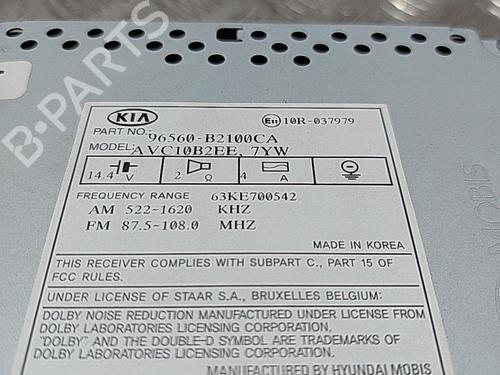 KIA
E11 10R-037979
PART NO.: 96560-B2100CA
MODEL: AVC10B2EE, 7YW
14.4 V 2 Ω 4 A
FREQUENCY RANGE 63KE700542
AM 522-1620 KHZ
FM 87.5-108.0 MHZ
MADE IN KOREA
THIS RECEIVER COMPLIES WITH SUBPART C., PART 15 OF
FCC RULES.
UNDER LICENSE OF STAAR S.A., BRUXELLES BELGIUM:
DOLBY NOISE REDUCTION MANUFACTURED UNDER LICENSE FROM
DOLBY LABORATORIES LICENSING CORPORATION.
"DOLBY" AND THE DOUBLE-D SYMBOL ARE TRADEMARKS OF
DOLBY LABORATORIES LICENSING CORPORATION.
MANUFACTURED BY HYUNDAI MOBIS
B-PARTS
MOBIS